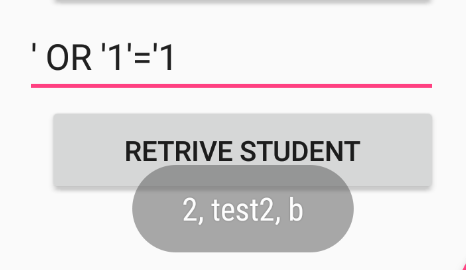 ' OR '1'='1
RETRIVE STUDENT
2, test2, b